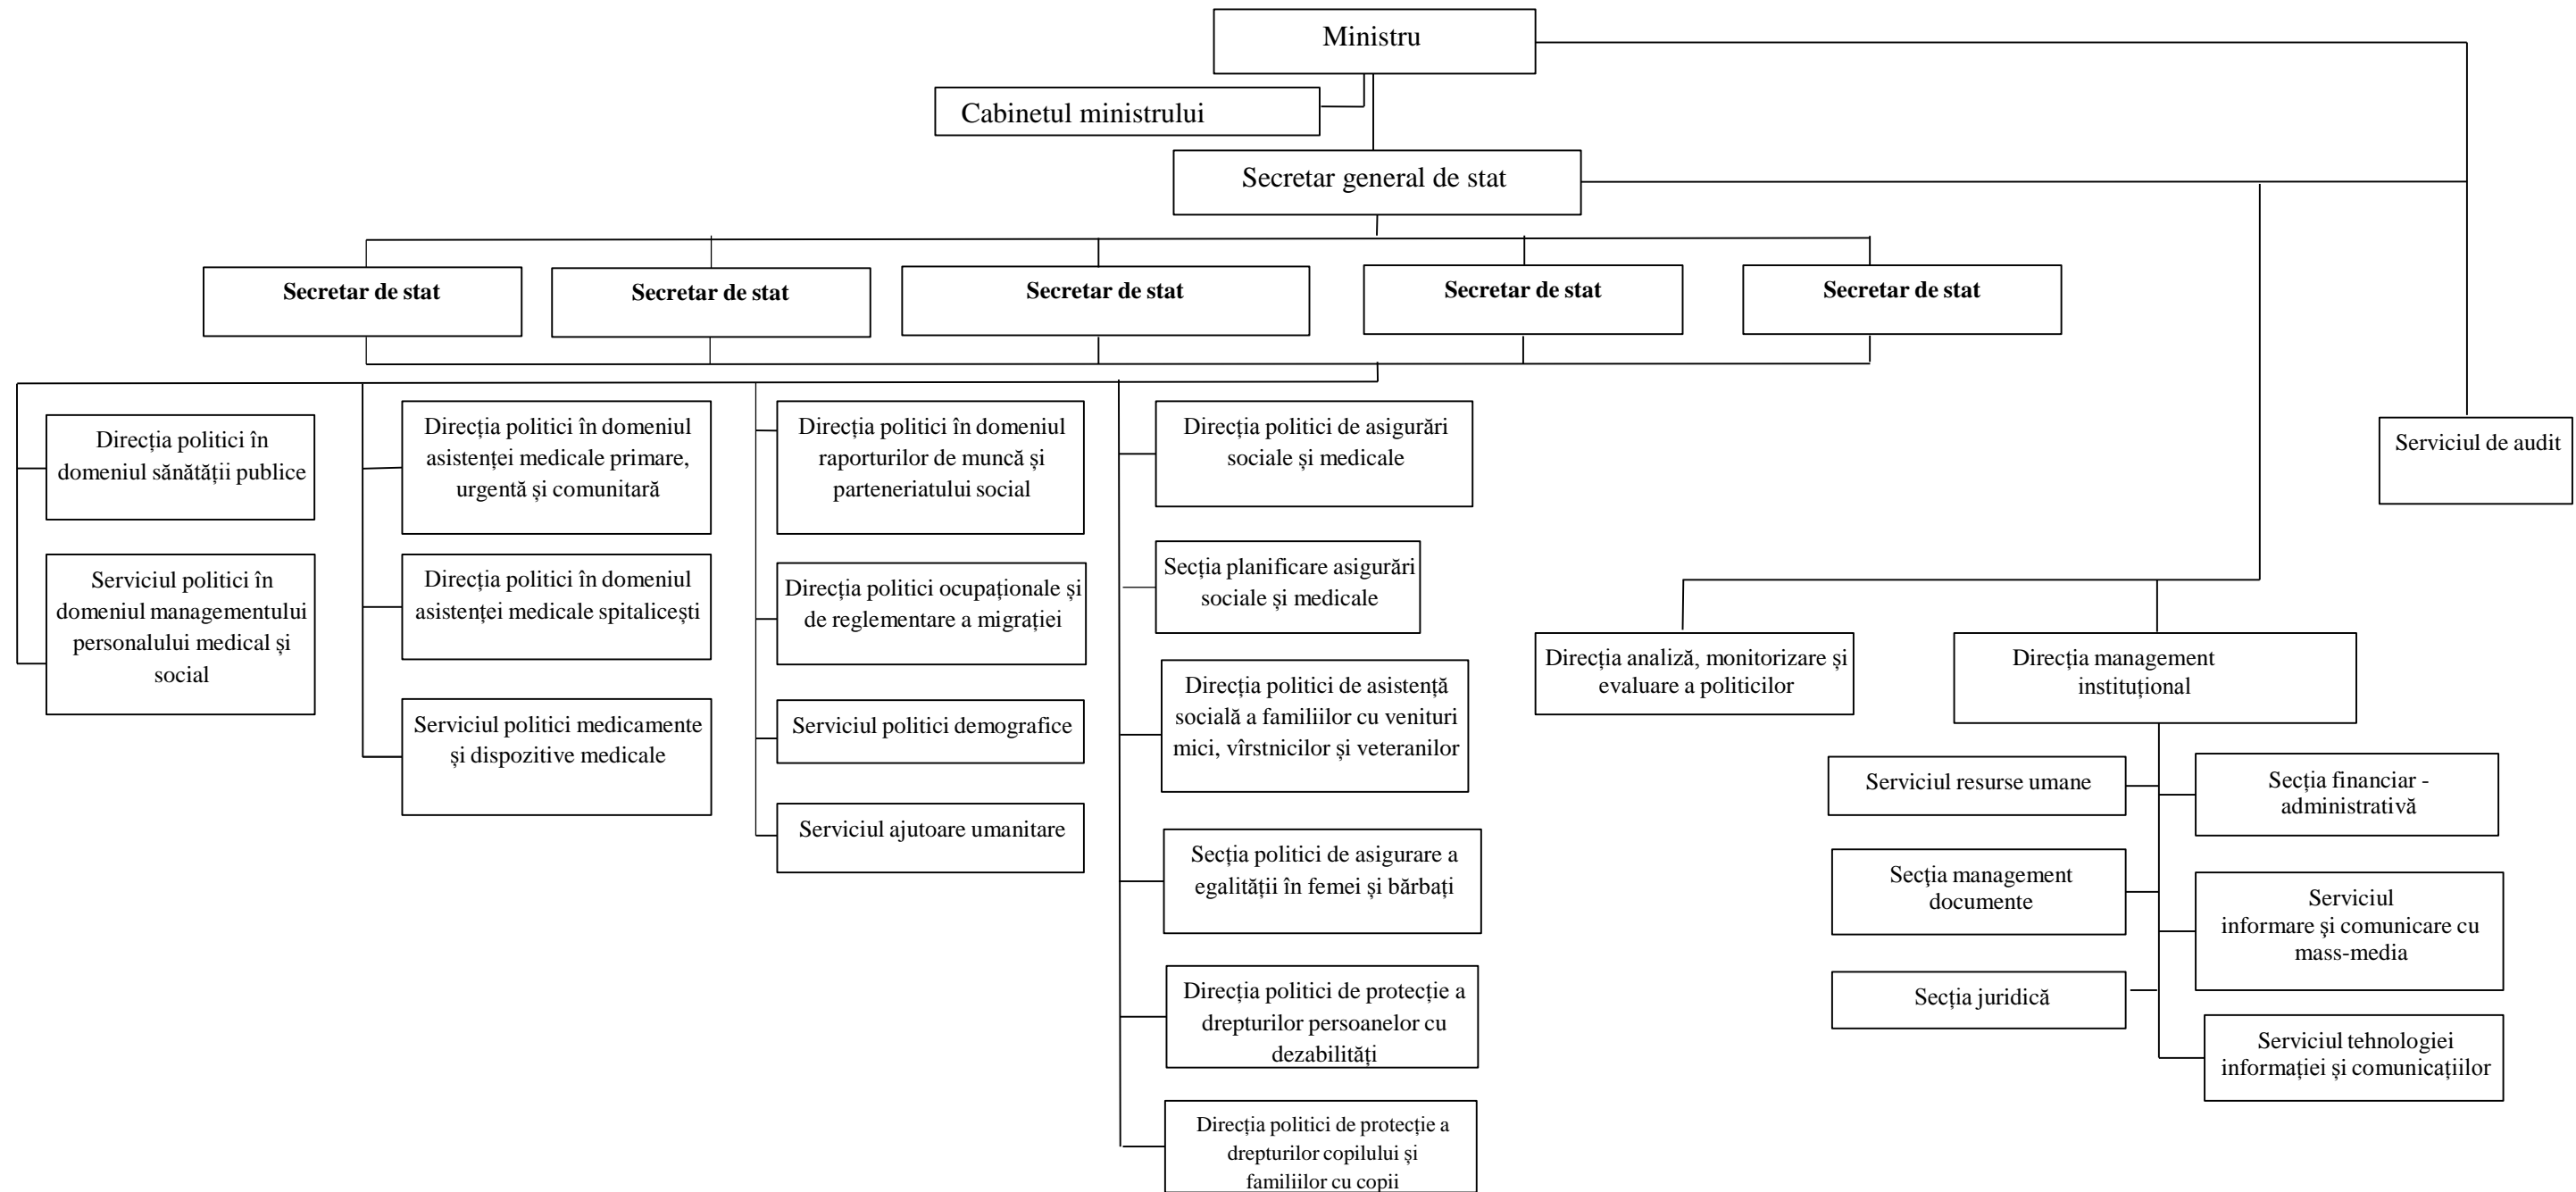 Ministru
Cabinetul ministrului
Secretar general de stat
Secretar de stat
Secretar de stat
Secretar de stat
Secretar de stat
Secretar de stat
Direcția politici în
domeniul sănătății publice
Serviciul politici în
domeniul managementului
personalului medical și
social
Direcția politici în domeniul
asistenței medicale primare,
urgentă și comunitară
Direcția politici în domeniul
asistenței medicale spitalicești
Serviciul politici medicamente
și dispozitive medicale
Direcția politici în domeniul
raporturilor de muncă și
parteneriatului social
Direcția politici ocupaționale și
de reglementare a migrației
Serviciul politici demografice
Serviciul ajutoare umanitare
Direcția politici de asigurări
sociale și medicale
Secția planificare asigurări
sociale și medicale
Direcția politici de asistență
socială a familiilor cu venituri
mici, vîrstnicilor și veteranilor
Secția politici de asigurare a
egalității în femei și bărbați
Direcția politici de protecție a
drepturilor persoanelor cu
dezabilități
Direcția politici de protecție a
drepturilor copilului și
familiilor cu copii
Serviciul de audit
Direcția analiză, monitorizare și
evaluare a politicilor
Direcția management
instituțional
Serviciul resurse umane
Secția management
documente
Secția juridică
Secția financiar -
administrativă
Serviciul
informare și comunicare cu
mass-media
Serviciul tehnologiei
informației și comunicațiilor